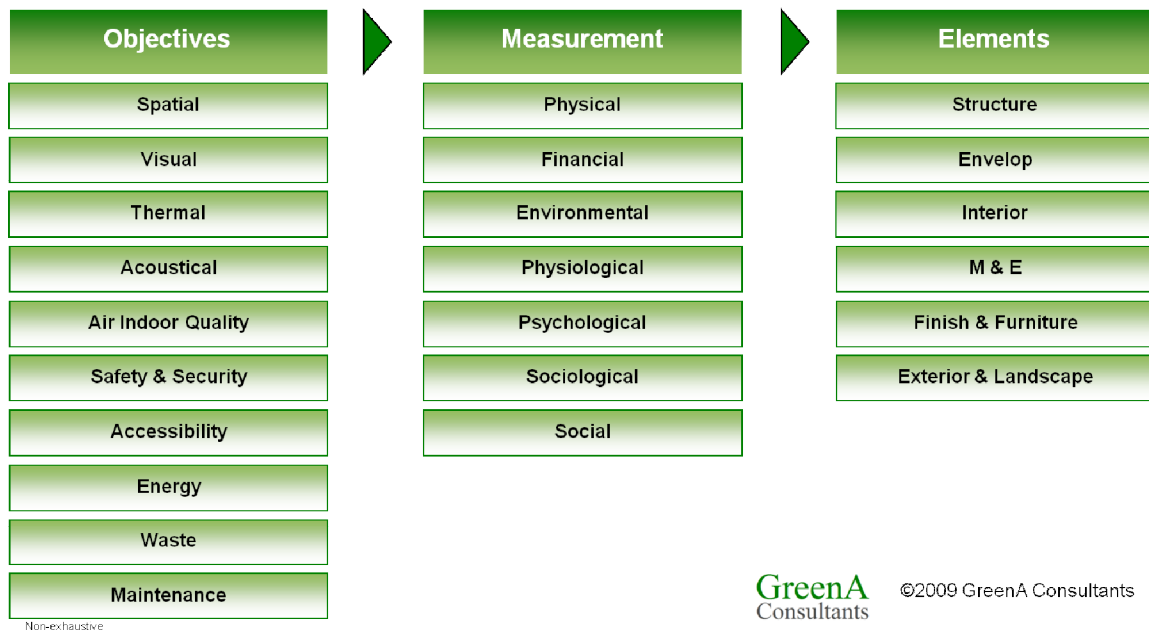 Objectives
Spatial
Visual
Thermal
Acoustical
Air Indoor Quality
Safety & Security
Accessibility
Energy
Waste
Maintenance
Non-exhaustive
Measurement
Physical
Financial
Environmental
Physiological
Psychological
Sociological
Social
Elements
Structure
Envelop
Interior
M & E
Finish & Furniture
Exterior & Landscape
GreenA
Consultants
©2009 GreenA Consultants